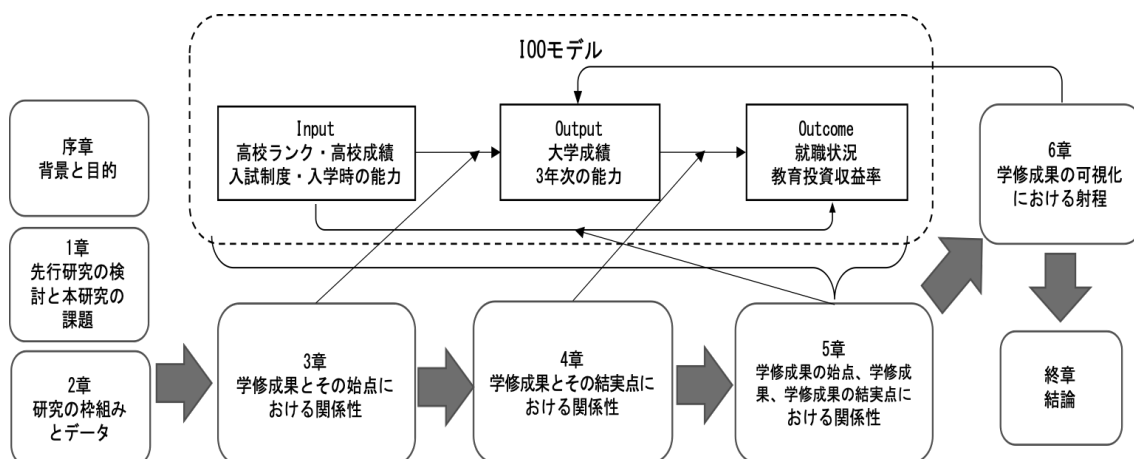 IOOモデル
序章
背景と目的
1章
先行研究の検
討と本研究の
課題
2章
研究の枠組み
とデータ
Input
高校ランク・高校成績
入試制度・入学時の能力
Output
大学成績
3年次の能力
Outcome
就職状況
教育投資収益率
3章
学修成果とその始点に
おける関係性
4章
学修成果とその結実点に
おける関係性
5章
学修成果の始点、学修成
果、学修成果の結実点に
おける関係性
6章
学修成果の可視化
における射程
終章
結論